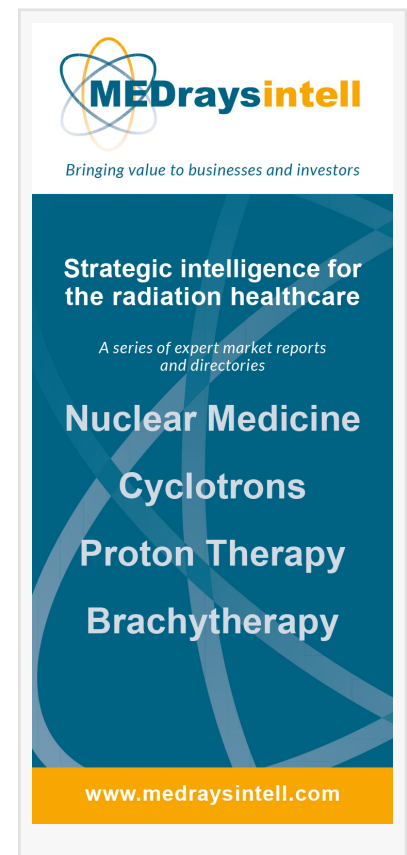 MEDraysintell
Bringing value to businesses and investors
Strategic intelligence for
the radiation healthcare
A series of expert market reports
and directories
Nuclear Medicine
Cyclotrons
Proton Therapy
Brachytherapy
www.medraysintell.com